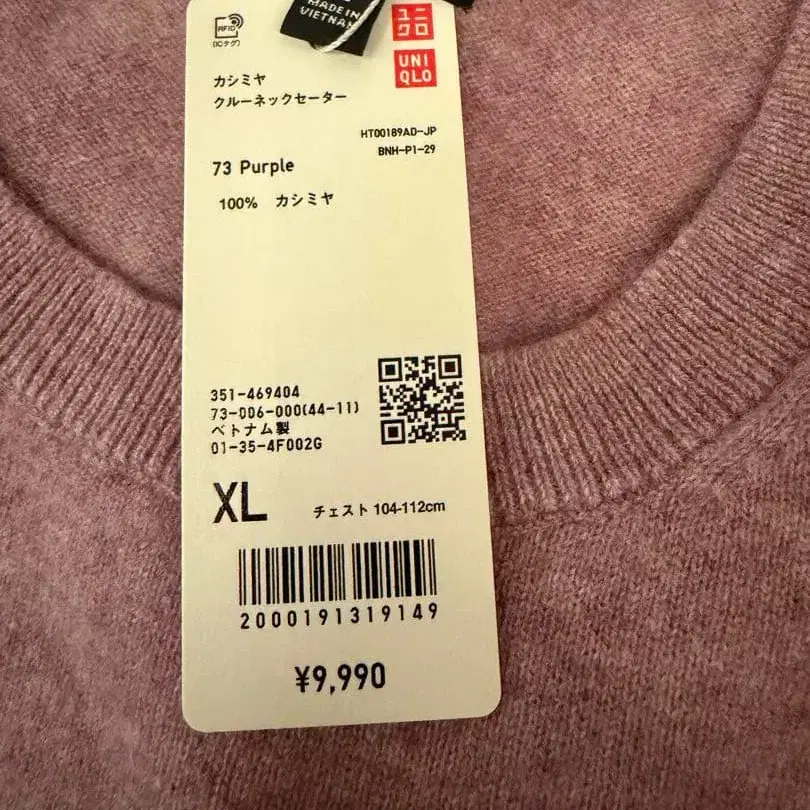 MADE IN
VIETNAM
RFID
(ICタグ)
ユニ
クロ
UNI
QLO
カシミヤ
クルーネックセーター
HT00189AD-JP
BNH-P1-29
73 Purple
100% カシミヤ
351-469404
73-006-000(44-11)
ベトナム製
01-35-4F002G
XL チェスト 104-112cm
2000191319149
¥9,990